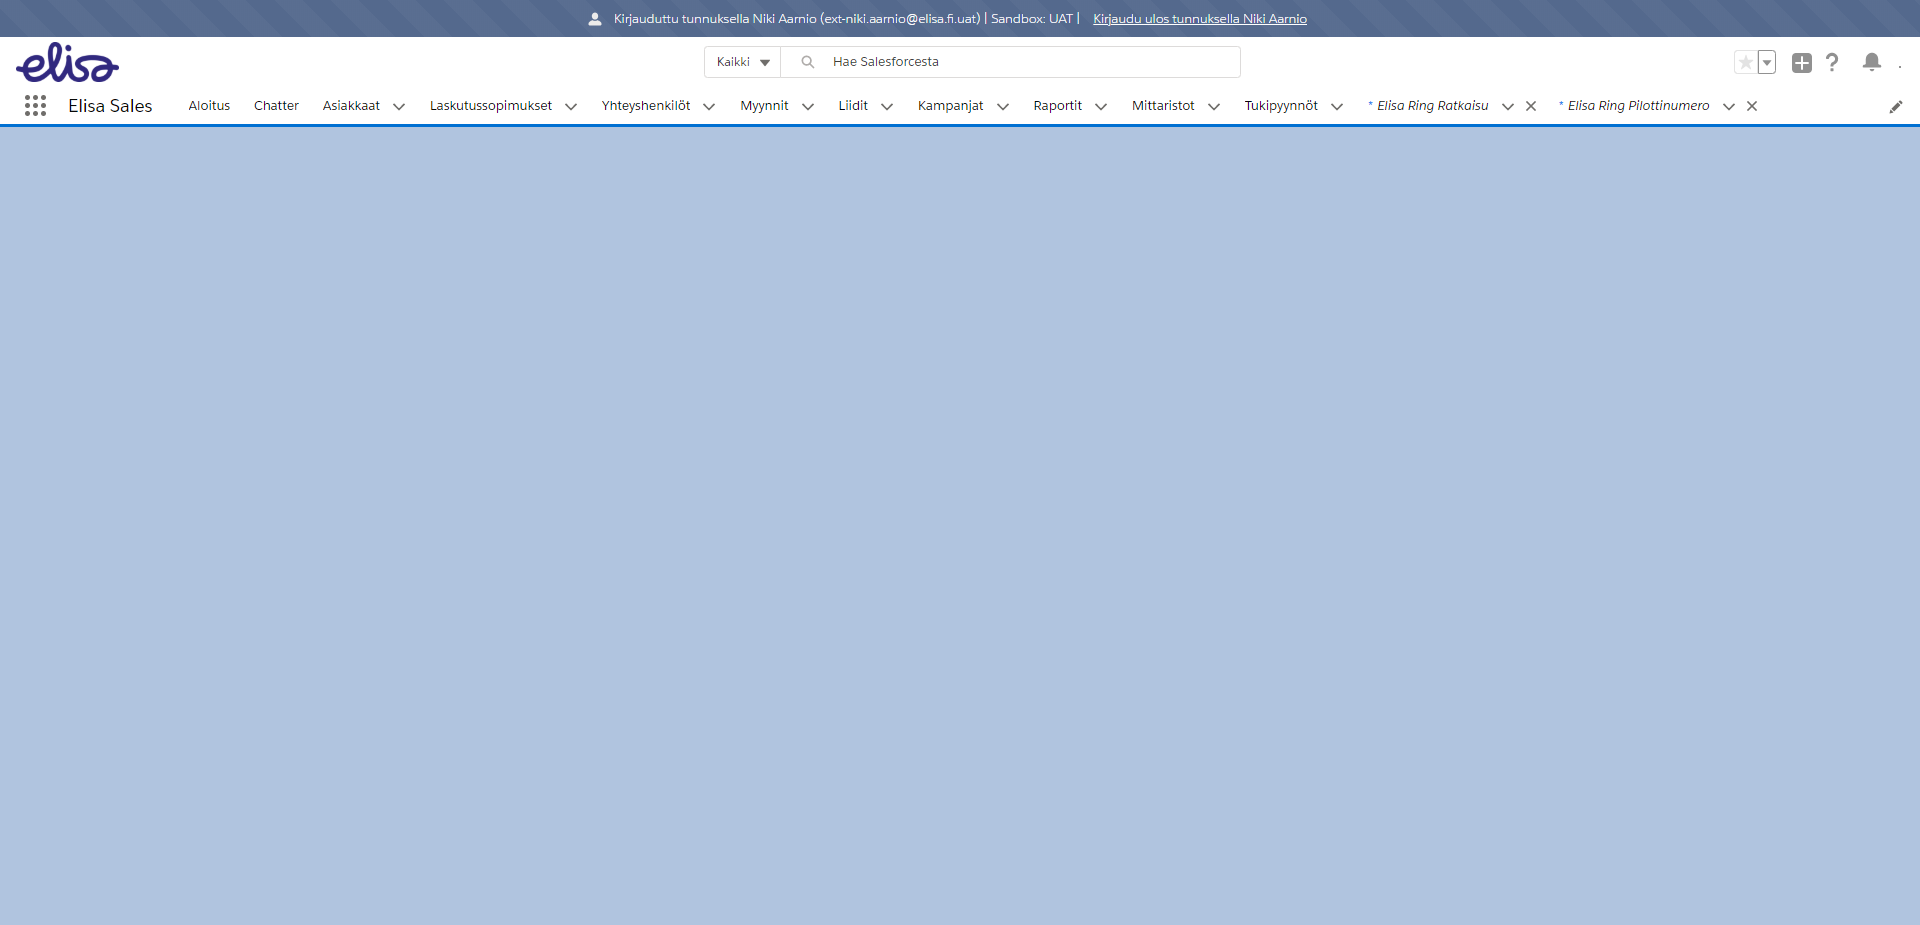 Kirjauduttu tunnuksella Niki Aarnio (ext-niki.aarnio@elisa.fi.uat) | Sandbox: UAT | Kirjaudu ulos tunnuksella Niki Aarnio
elisa
Kaikki Hae Salesforcesta
Elisa Sales Aloitus Chatter Asiakkaat Laskutussopimukset Yhteyshenkilöt Myynnit Liidit Kampanjat Raportit Mittaristot Tukipyynnöt * Elisa Ring Ratkaisu * Elisa Ring Pilottinumero